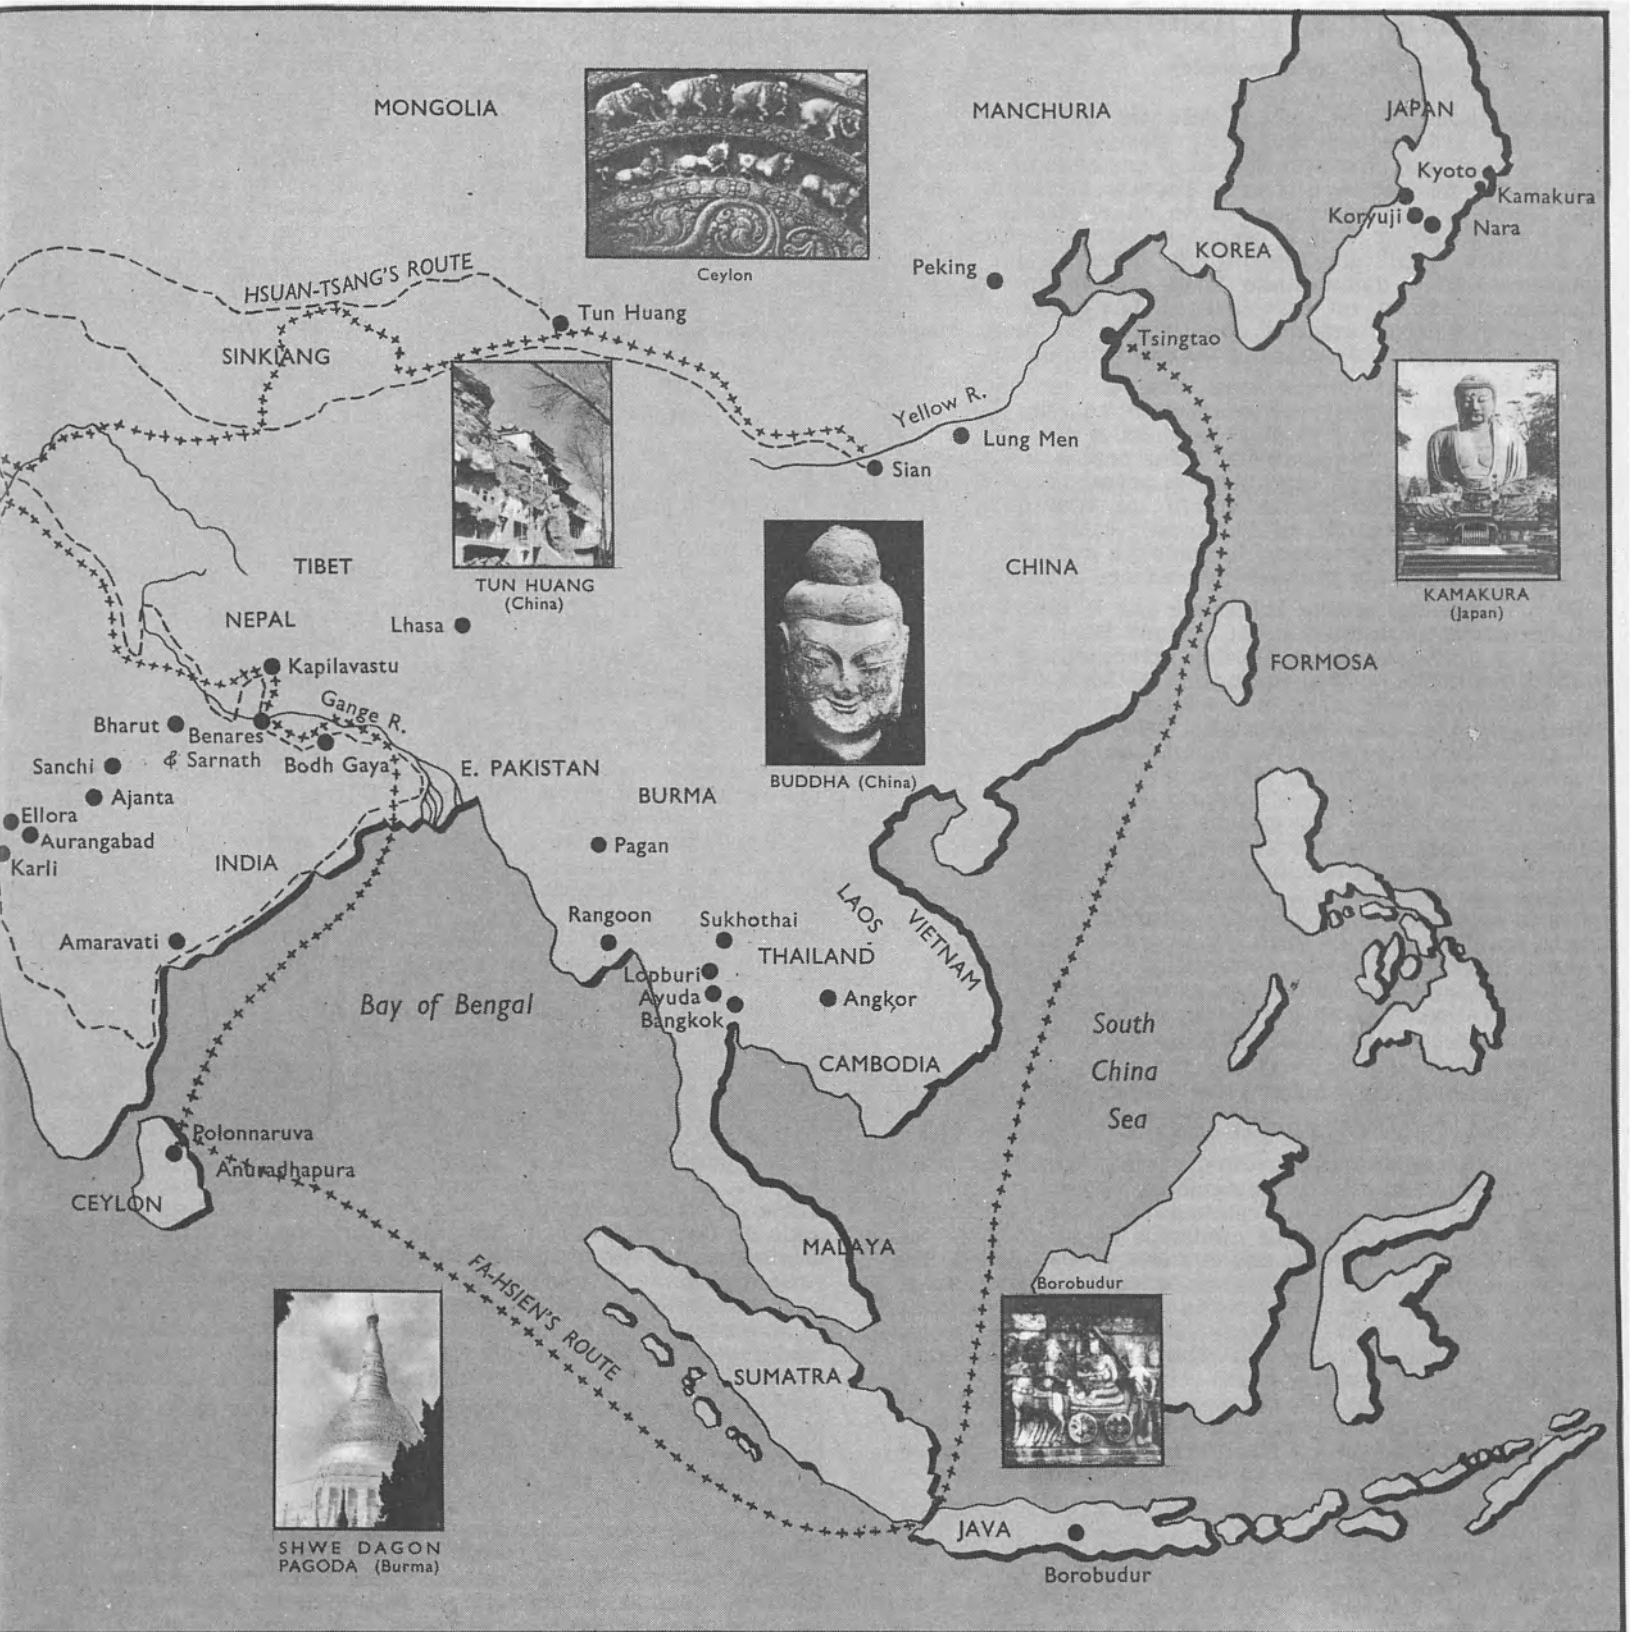 MONGOLIA
MANCHURIA
JAPAN
Kyoto
Kamakura
Koryuji
Nara
KOREA
Ceylon
Peking
HSUAN-TSANG'S ROUTE
Tun Huang
Tsingtao
SINKIANG
Yellow R.
Lung Men
Sian
TIBET
TUN HUANG
(China)
CHINA
KAMAKURA
(Japan)
NEPAL
Lhasa
Kapilavastu
FORMOSA
Gange R.
Bharut
Benares
& Sarnath
Bodh Gaya
Sanchi
E. PAKISTAN
BUDDHA (China)
Ajanta
BURMA
Ellora
Aurangabad
Pagan
Karli
INDIA
LAOS
VIETNAM
Rangoon
Sukhothai
Amaravati
THAILAND
Lopburi
Ayuda
Angkor
Bangkok
Bay of Bengal
South
China
Sea
CAMBODIA
Polonnaruva
Anuradhapura
CEYLON
MALAYA
FA-HSIEN'S ROUTE
Borobudur
SUMATRA
JAVA
SHWE DAGON
PAGODA (Burma)
Borobudur